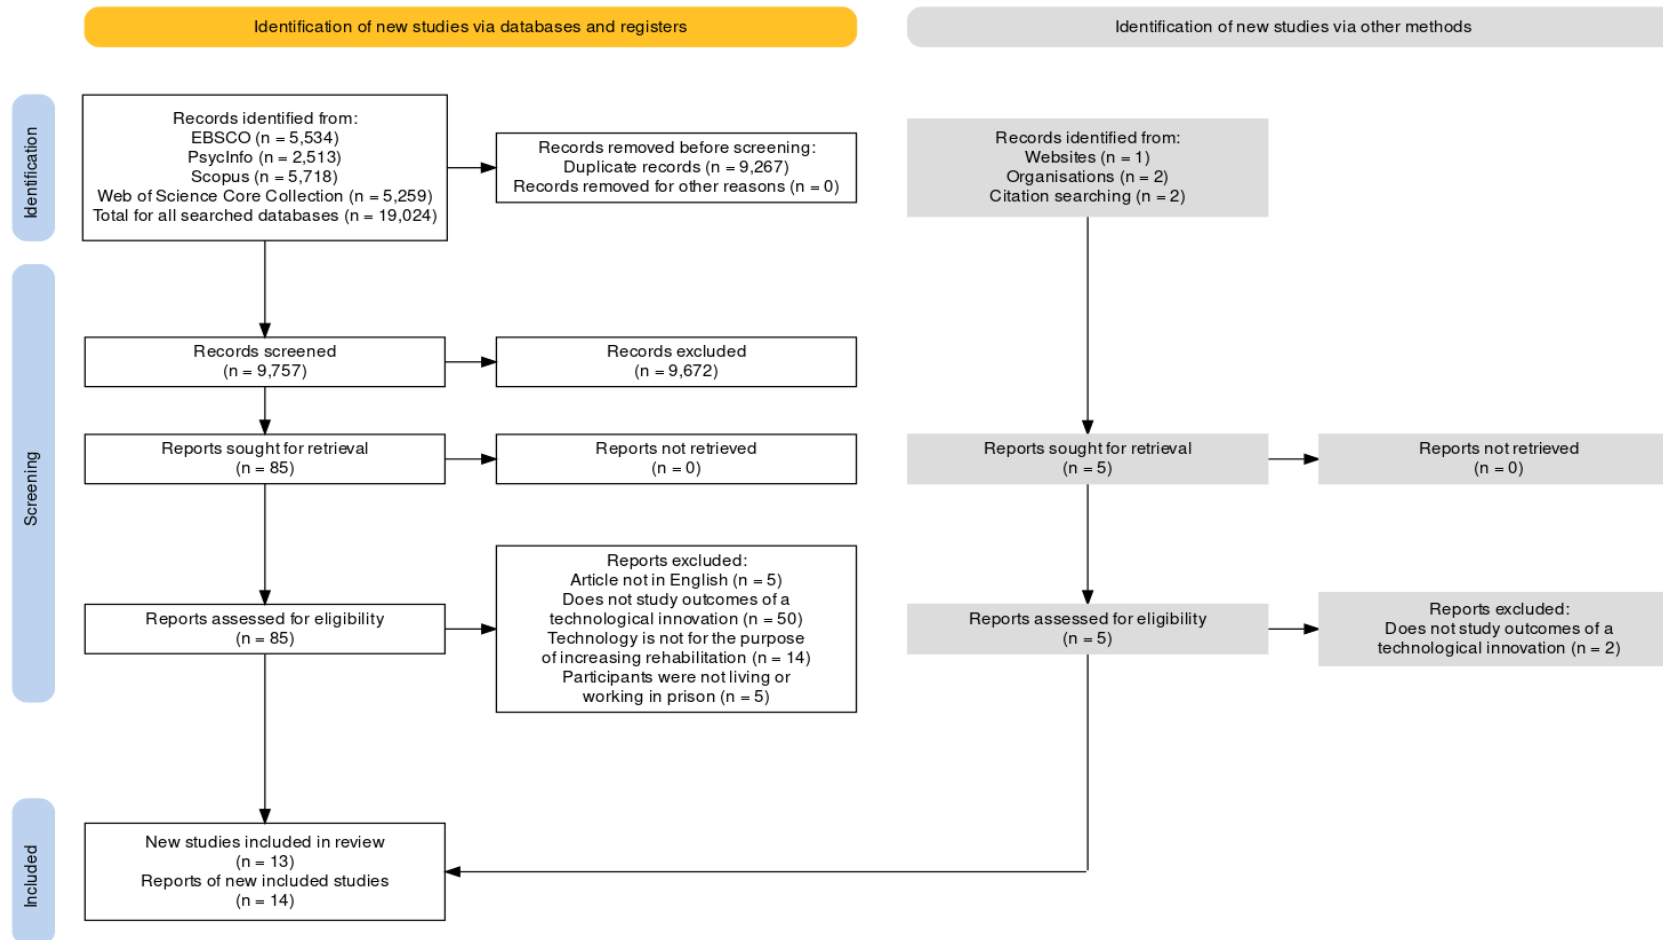 Identification of new studies via databases and registers
Identification of new studies via other methods
Identification
Records identified from:
EBSCO (n = 5,534)
PsycInfo (n = 2,513)
Scopus (n = 5,718)
Web of Science Core Collection (n = 5,259)
Total for all searched databases (n = 19,024)
Records removed before screening:
Duplicate records (n = 9,267)
Records removed for other reasons (n = 0)
Records identified from:
Websites (n = 1)
Organisations (n = 2)
Citation searching (n = 2)
Screening
Records screened
(n = 9,757)
Records excluded
(n = 9,672)
Reports sought for retrieval
(n = 85)
Reports not retrieved
(n = 0)
Reports sought for retrieval
(n = 5)
Reports not retrieved
(n = 0)
Reports assessed for eligibility
(n = 85)
Reports excluded:
Article not in English (n = 5)
Does not study outcomes of a
technological innovation (n = 50)
Technology is not for the purpose
of increasing rehabilitation (n = 14)
Participants were not living or
working in prison (n = 5)
Reports assessed for eligibility
(n = 5)
Reports excluded:
Does not study outcomes of a
technological innovation (n = 2)
Included
New studies included in review
(n = 13)
Reports of new included studies
(n = 14)